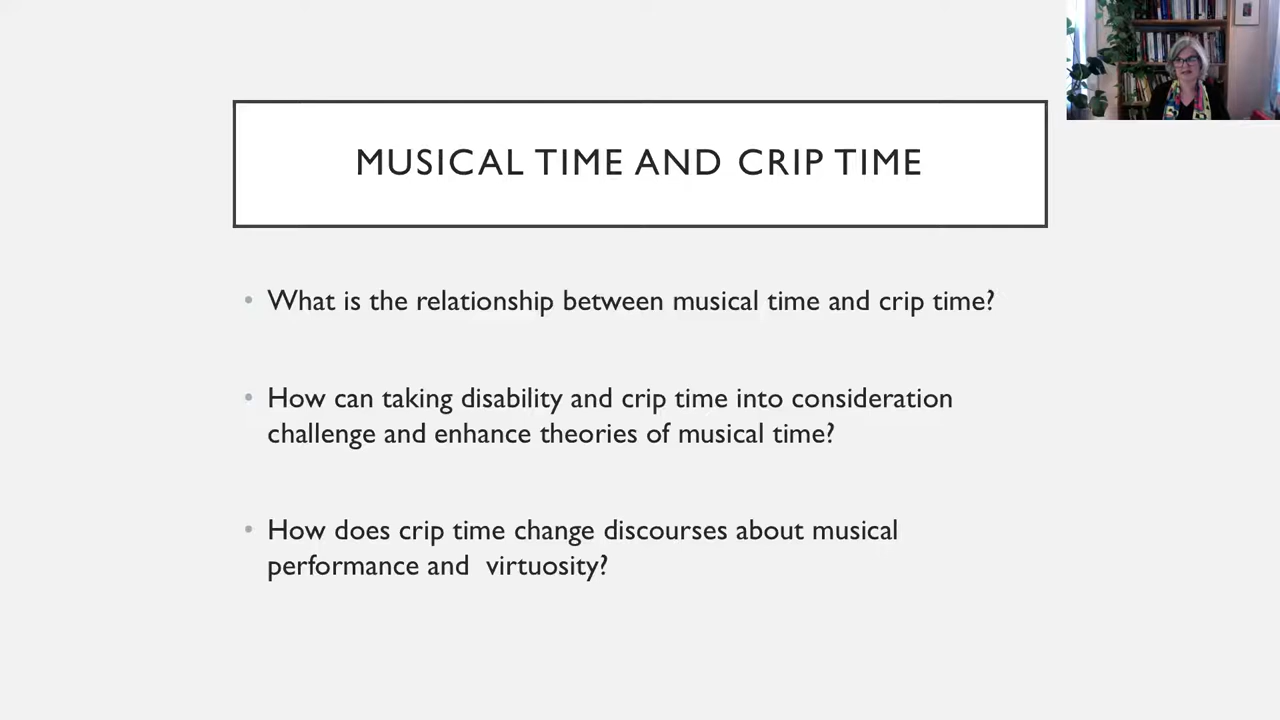 MUSICAL TIME AND CRIP TIME
• What is the relationship between musical time and crip time?
• How can taking disability and crip time into consideration
challenge and enhance theories of musical time?
• How does crip time change discourses about musical
performance and  virtuosity?